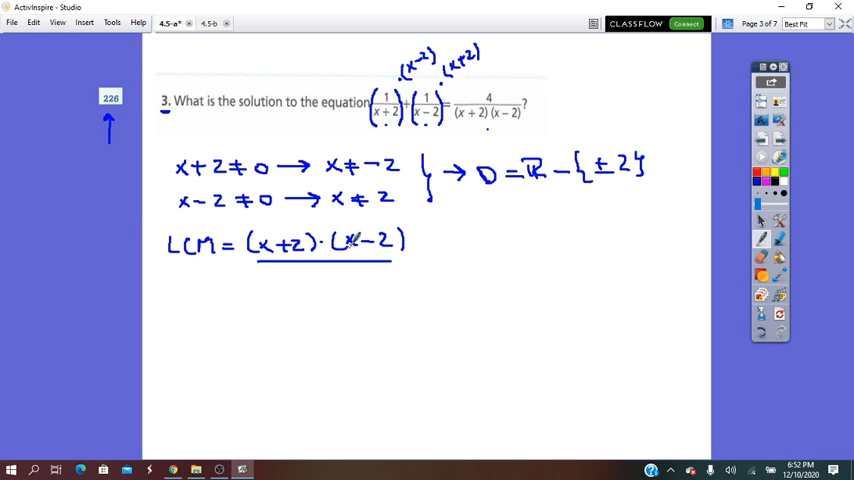 ActivInspire - Studio
File Edit View Insert Tools Help
CLASSFLOW Connect Page 3 of 7 Best Fit
4.5-a* 4.5-b
.(x-2) .(x+2)
226
3. What is the solution to the equation (1/(x + 2)) + (1/(x − 2)) = 4/((x + 2) (x − 2))?
x+2≠0 → x≠-2
x-2≠0 → x≠2
} → D = ℝ - {±2}
LCM = (x+2)·(x-2)
6:52 PM
12/10/2020